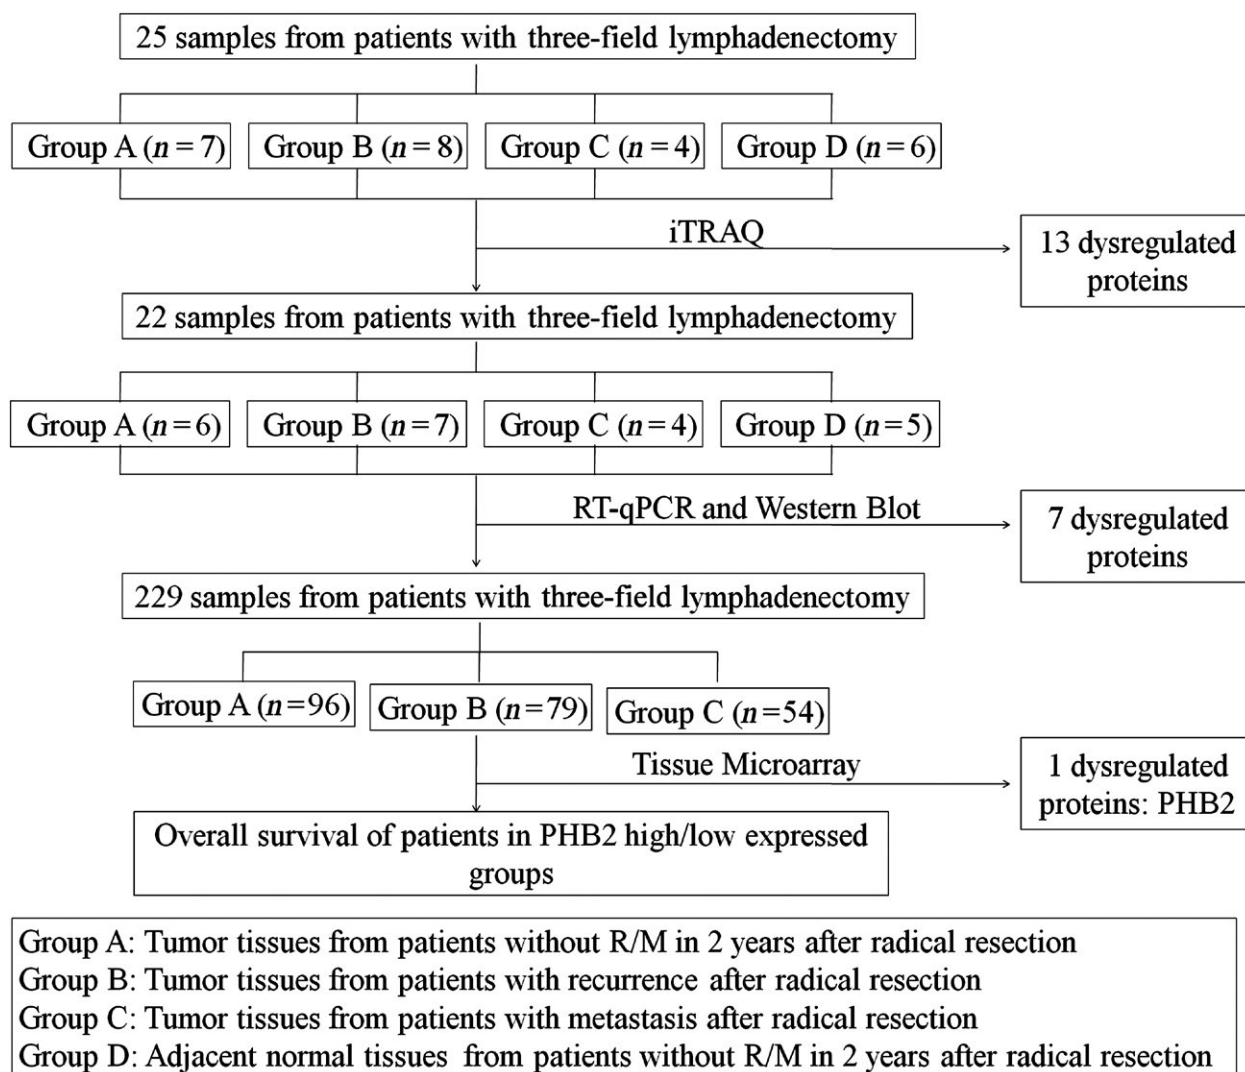 25 samples from patients with three-field lymphadenectomy
Group A (n = 7)
Group B (n = 8)
Group C (n = 4)
Group D (n = 6)
iTRAQ
13 dysregulated
proteins
22 samples from patients with three-field lymphadenectomy
Group A (n = 6)
Group B (n = 7)
Group C (n = 4)
Group D (n = 5)
RT-qPCR and Western Blot
7 dysregulated
proteins
229 samples from patients with three-field lymphadenectomy
Group A (n = 96)
Group B (n = 79)
Group C (n = 54)
Tissue Microarray
1 dysregulated
proteins: PHB2
Overall survival of patients in PHB2 high/low expressed
groups
Group A: Tumor tissues from patients without R/M in 2 years after radical resection
Group B: Tumor tissues from patients with recurrence after radical resection
Group C: Tumor tissues from patients with metastasis after radical resection
Group D: Adjacent normal tissues from patients without R/M in 2 years after radical resection